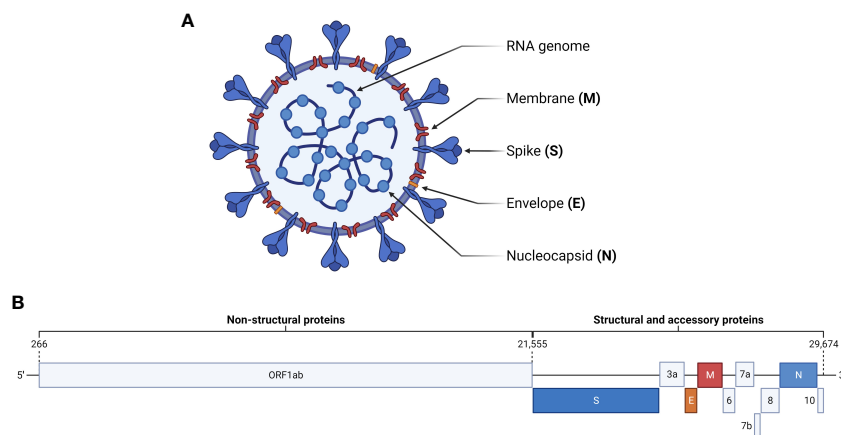 A
RNA genome
Membrane (M)
Spike (S)
Envelope (E)
Nucleocapsid (N)
B
Non-structural proteins Structural and accessory proteins
266 21,555 29,674
5' ORF1ab 3a M 7a N 3
S E 6 8 10
7b